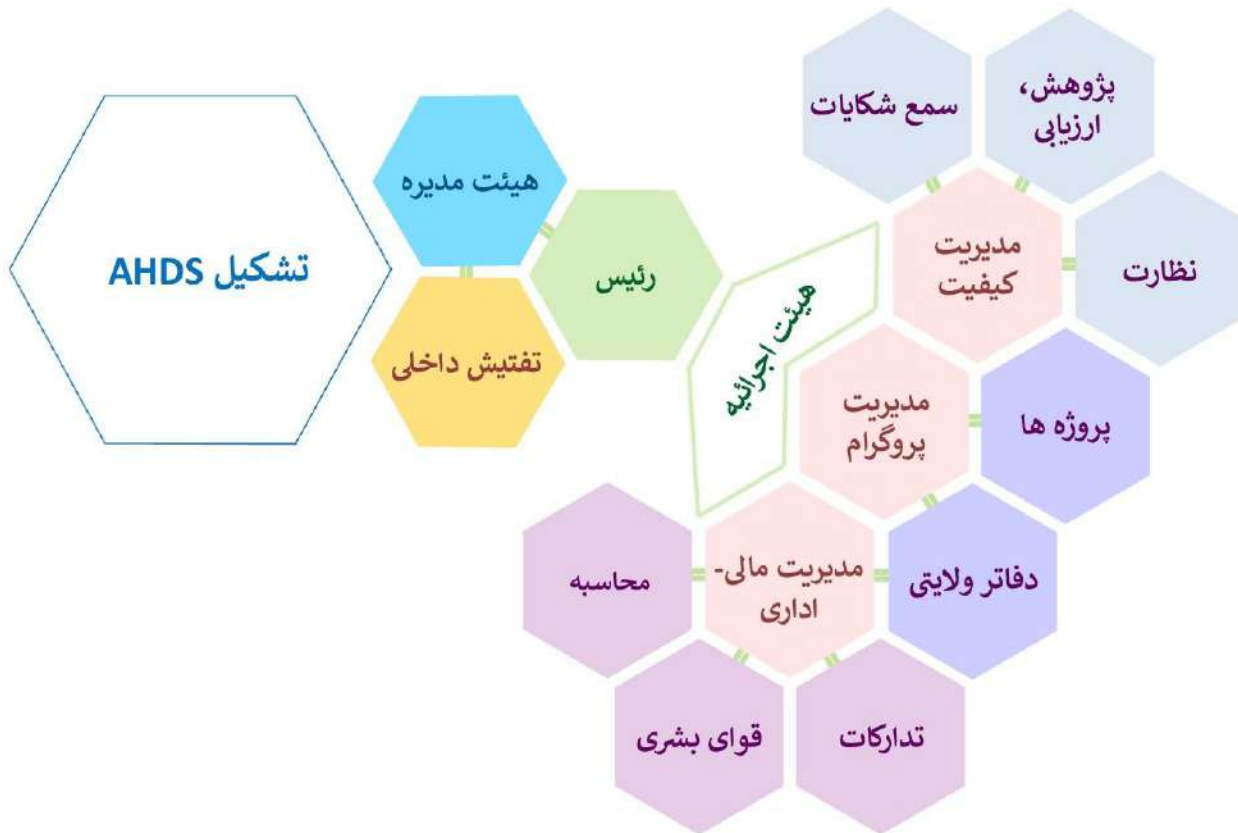 تشکیل AHDS
هیئت مدیره
تفتیش داخلی
رئیس
هیئت اجرائیه
سمع شکایات
پژوهش،
ارزیابی
مدیریت
کیفیت
نظارت
مدیریت
پروگرام
پروژه ها
مدیریت مالی-
اداری
دفاتر ولایتی
محاسبه
قوای بشری
تدارکات